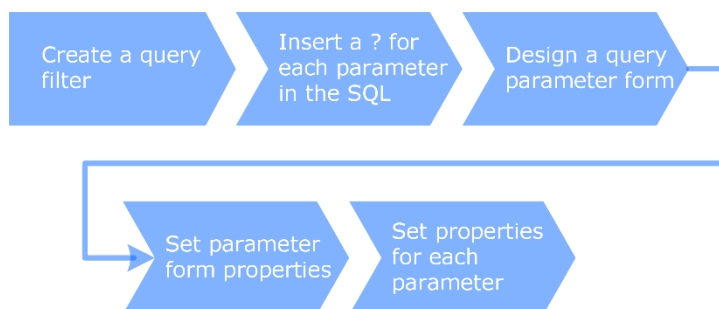 Create a query
filter
Insert a ? for
each parameter
in the SQL
Design a query
parameter form
Set parameter
form properties
Set properties
for each
parameter